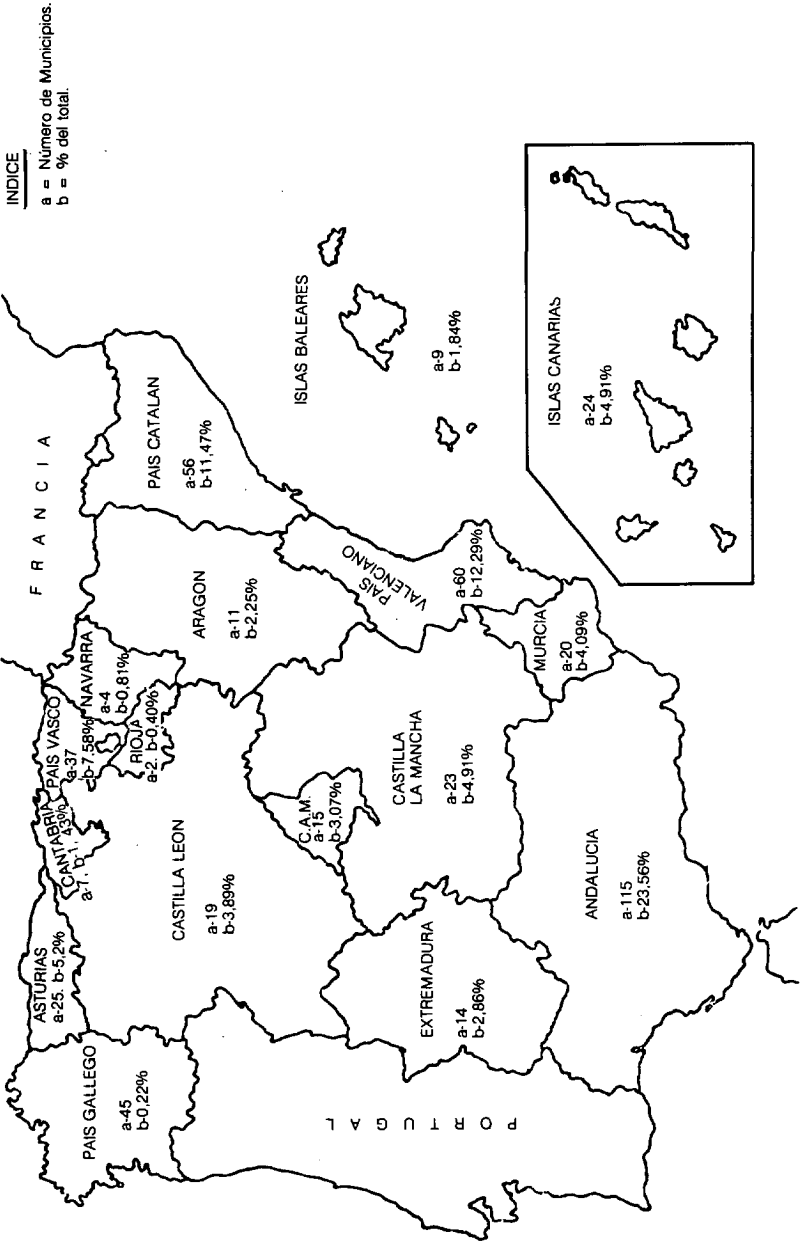 INDICE
a = Número de Municipios.
b = % del total.
F R A N C I A
PAIS GALLEGO
a-45
b-0,22%
ASTURIAS
a-25. b-5,2%
CANTABRIA
a-7. b-1,43%
PAIS VASCO
a-37
b-7,58%
NAVARRA
a-4
b-0,81%
RIOJA
a-2. b-0,40%
ARAGON
a-11
b-2,25%
PAIS CATALAN
a-56
b-11,47%
ISLAS BALEARES
a-9
b-1,84%
CASTILLA LEON
a-19
b-3,89%
C.A.M.
a-15
b-3,07%
PAIS
VALENCIANO
a-60
b-12,29%
CASTILLA
LA MANCHA
a-23
b-4,91%
EXTREMADURA
a-14
b-2,86%
MURCIA
a-20
b-4,09%
ANDALUCIA
a-115
b-23,56%
P O R T U G A L
ISLAS CANARIAS
a-24
b-4,91%